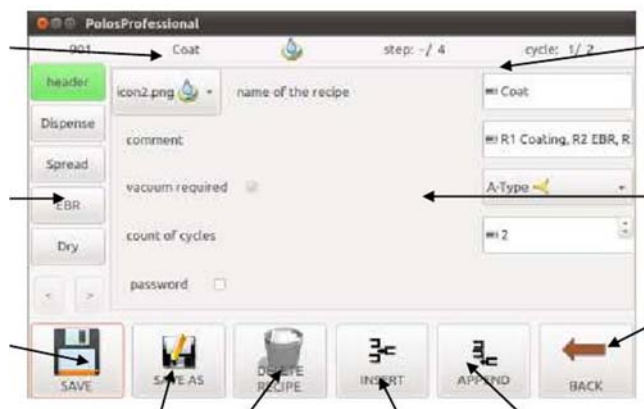 PolosProfessional
901 Coat step: -/ 4 cycle: 1/ 2
header
icon2.png name of the recipe Coat
Dispense
comment R1 Coating, R2 EBR, R
Spread
vacuum required A-Type
EBR
count of cycles 2
Dry
password
< >
SAVE SAVE AS DELETE RECIPE INSERT APPEND BACK